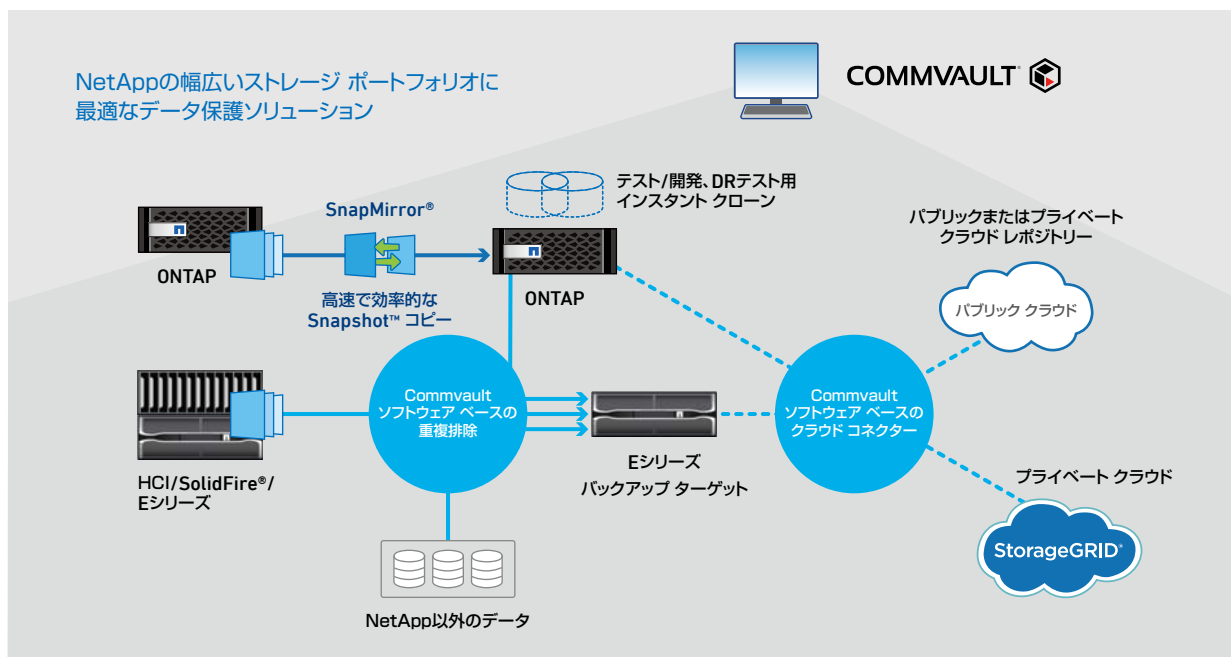 NetAppの幅広いストレージ ポートフォリオに
最適なデータ保護ソリューション
COMMVAULT
テスト/開発、DRテスト用
インスタント クローン
SnapMirror®
ONTAP
高速で効率的な
Snapshot™ コピー
ONTAP
パブリックまたはプライベート
クラウド レポジトリー
パブリック クラウド
Commvault
ソフトウェア ベースの
重複排除
Commvault
ソフトウェア ベースの
クラウド コネクター
HCI/SolidFire®/
Eシリーズ
Eシリーズ
バックアップ ターゲット
プライベート クラウド
StorageGRID®
NetApp以外のデータ